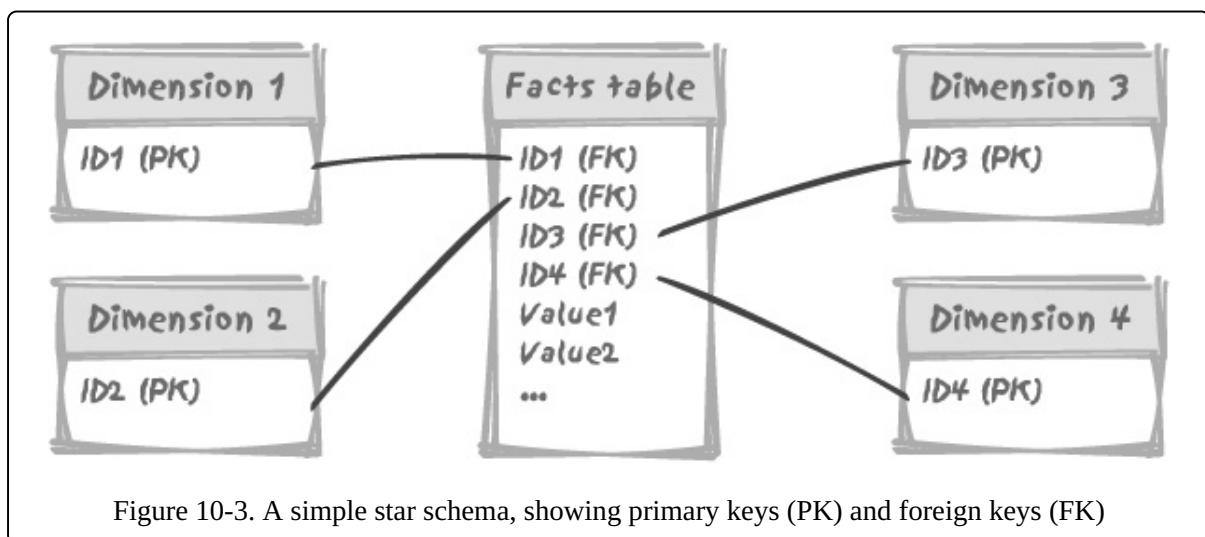 Dimension 1
ID1 (PK)
Dimension 2
ID2 (PK)
Facts table
ID1 (FK)
ID2 (FK)
ID3 (FK)
ID4 (FK)
Value1
Value2
...
Dimension 3
ID3 (PK)
Dimension 4
ID4 (PK)
Figure 10-3. A simple star schema, showing primary keys (PK) and foreign keys (FK)